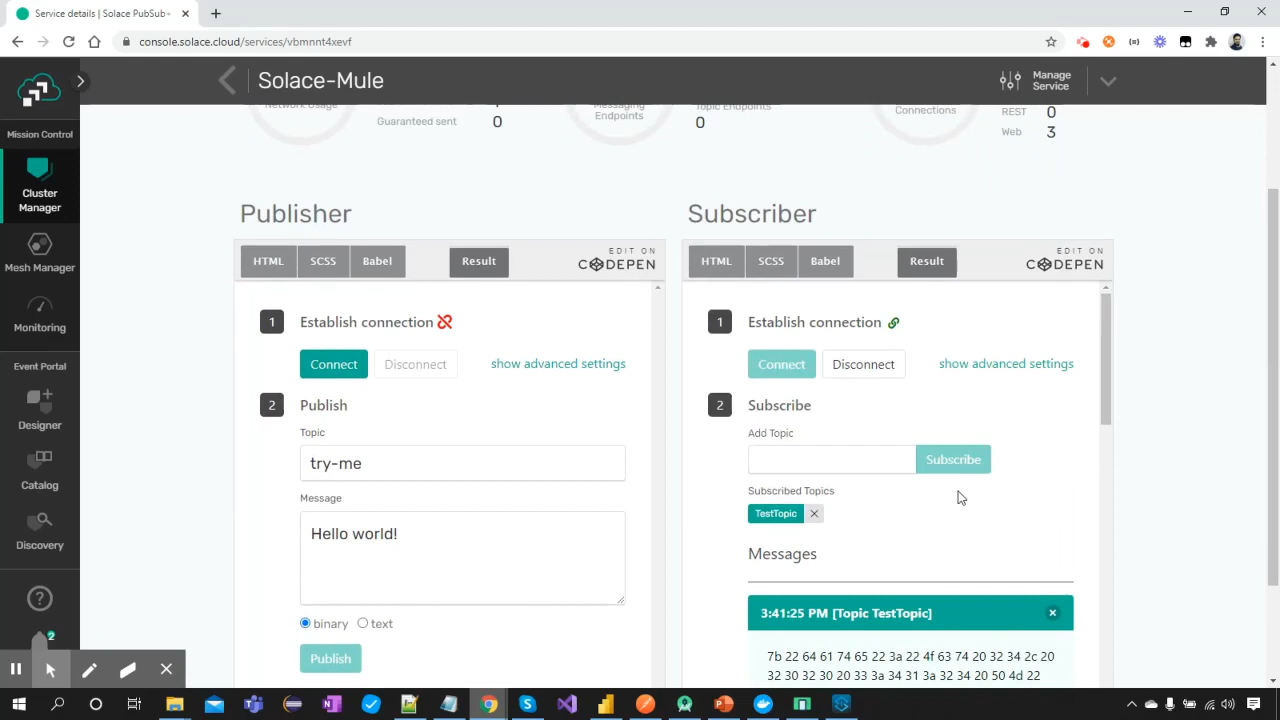 Service details | Solace PubSub+
console.solace.cloud/services/vbmnnt4xevf
Solace-Mule
Manage
Service
Mission Control
Cluster
Manager
Mesh Manager
Monitoring
Event Portal
Designer
Catalog
Discovery
2
Network Usage
Guaranteed sent
0
Messaging
Endpoints
Topic Endpoints
0
Connections
REST
0
Web
3
Publisher
HTML
SCSS
Babel
Result
EDIT ON
CODEPEN
1
Establish connection
Connect
Disconnect
show advanced settings
2
Publish
Topic
try-me
Message
Hello world!
binary
text
Publish
Subscriber
HTML
SCSS
Babel
Result
EDIT ON
CODEPEN
1
Establish connection
Connect
Disconnect
show advanced settings
2
Subscribe
Add Topic
Subscribe
Subscribed Topics
TestTopic
Messages
3:41:25 PM [Topic TestTopic]
7b 22 64 61 74 65 22 3a 22 4f 63 74 20 32 34 2c 20
32 30 32 30 20 33 3a 34 31 3a 32 34 20 50 4d 22